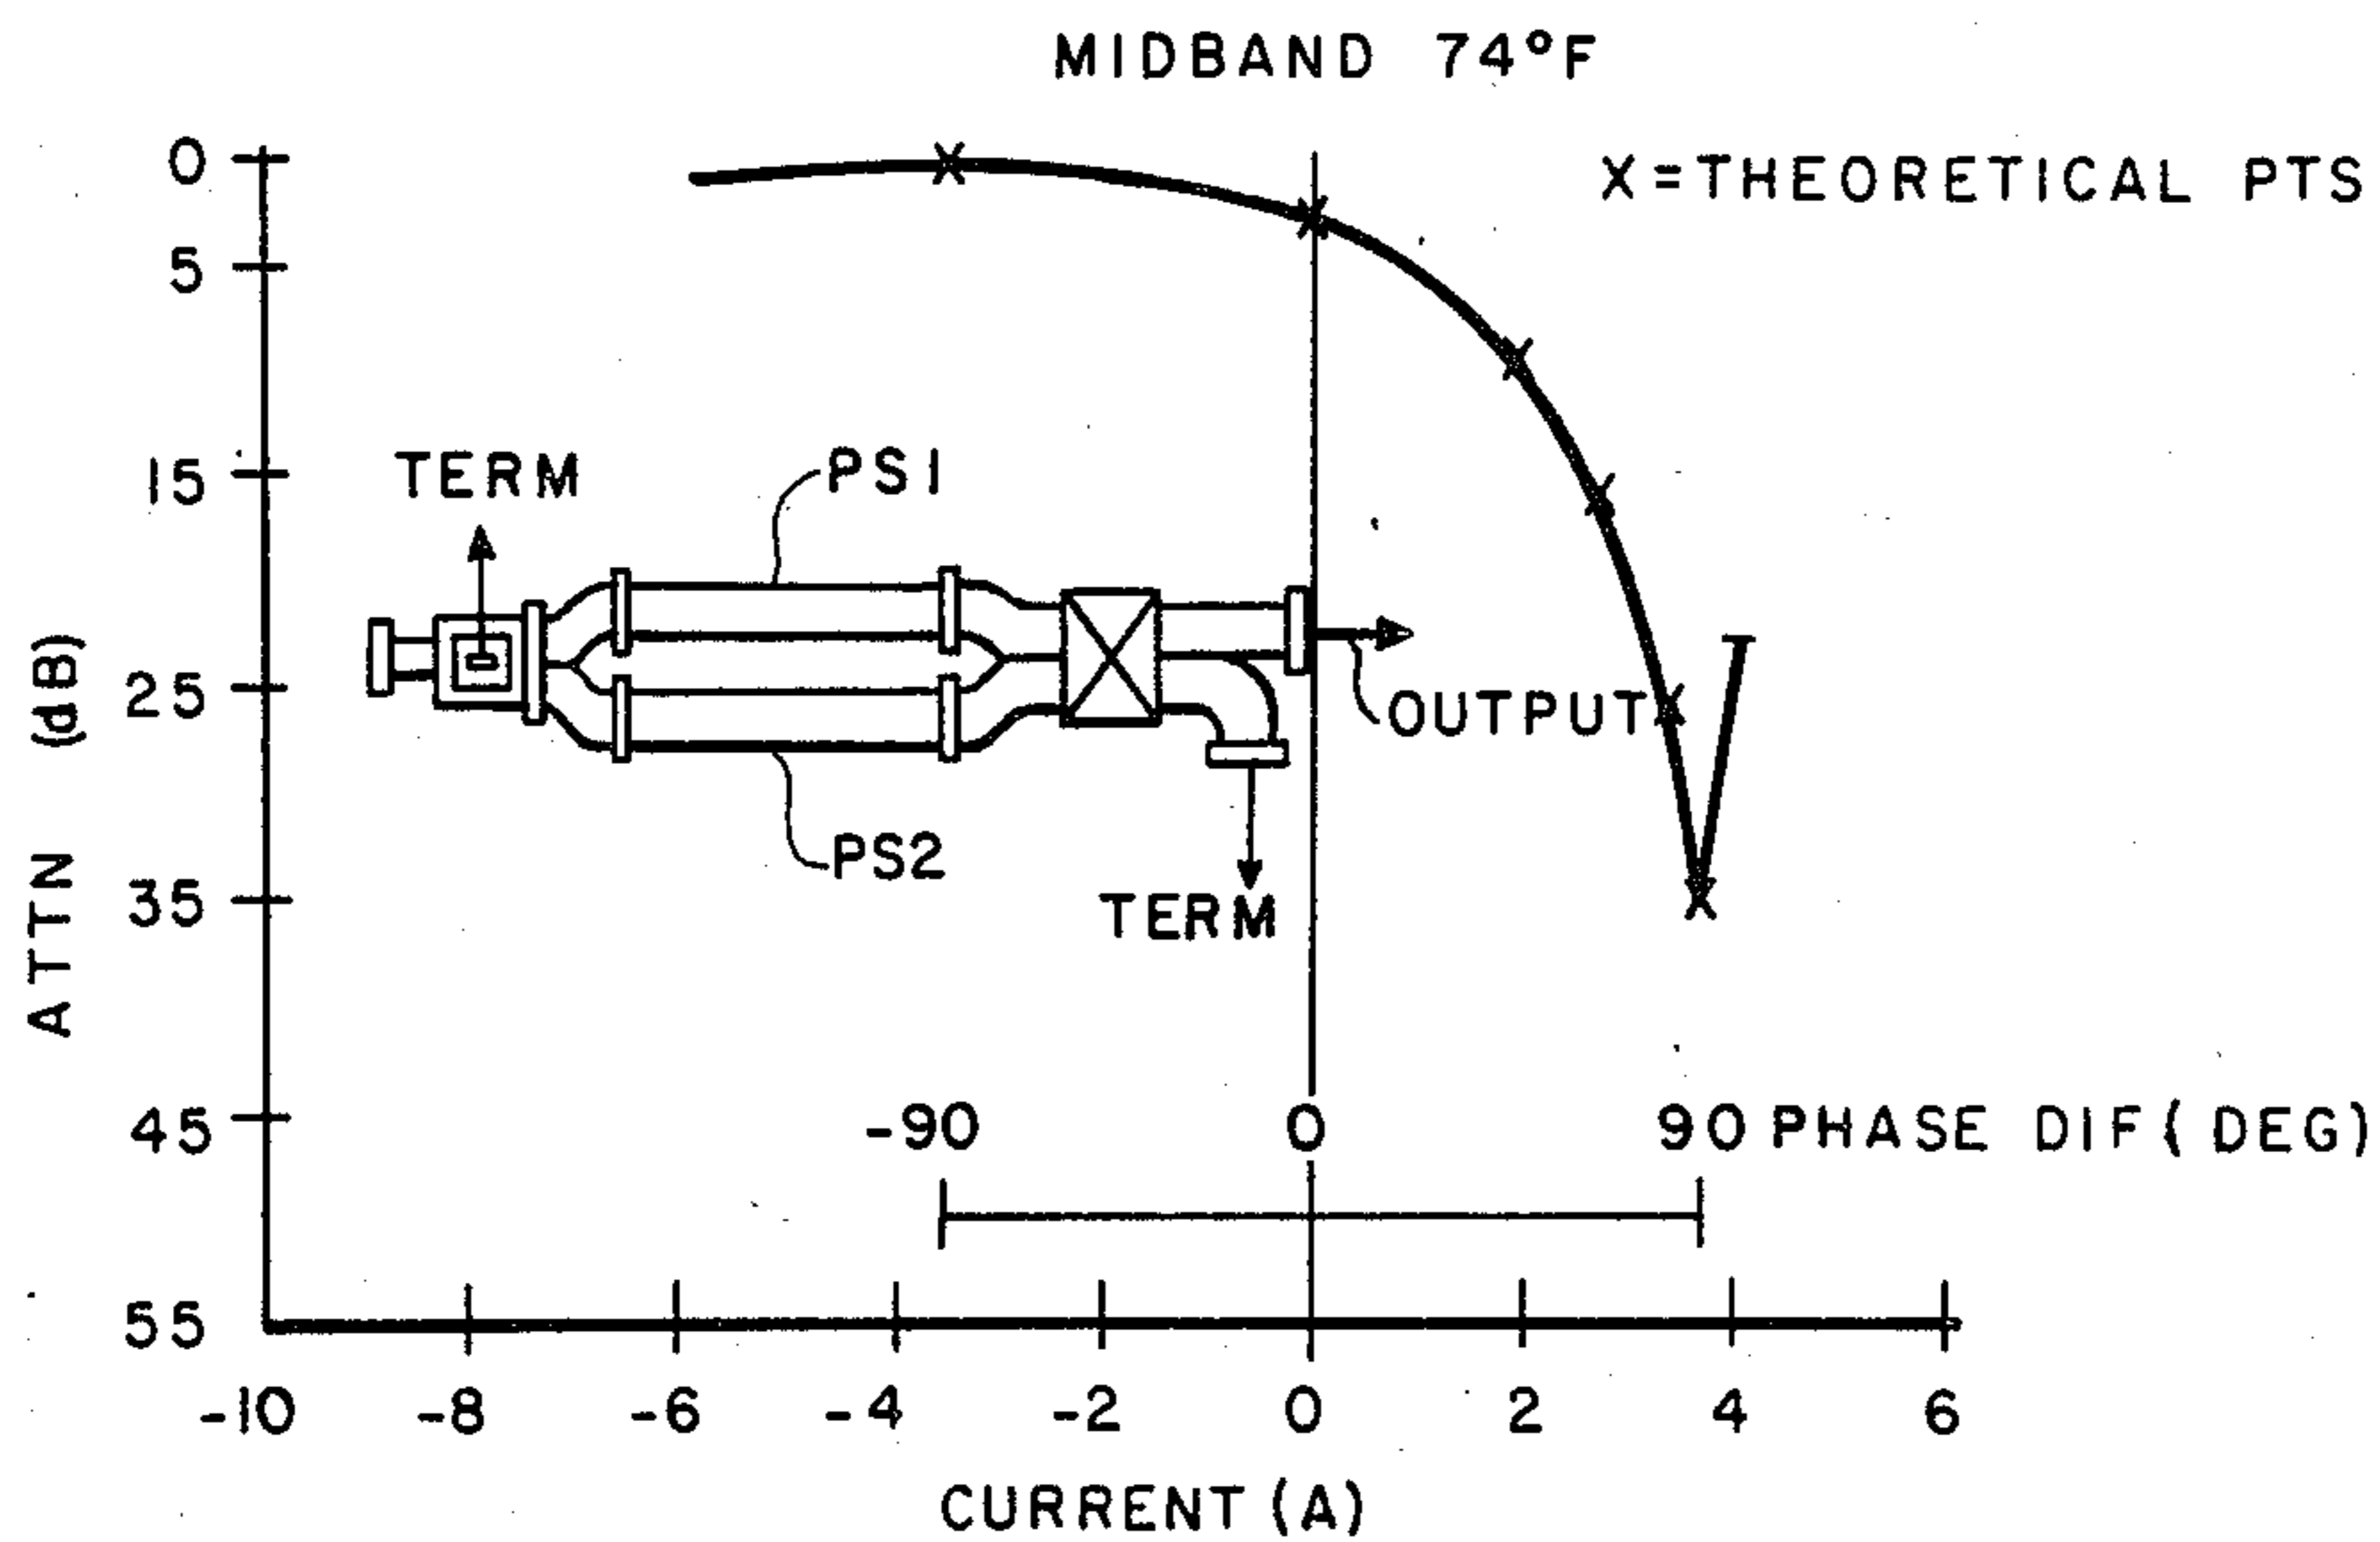 MIDBAND 74°F
X=THEORETICAL PTS
0
5
15
25
35
45
55
ATTN (dB)
TERM
PS1
PS2
OUTPUT
TERM
-90 0 90 PHASE DIF( DEG)
-10 -8 -6 -4 -2 0 2 4 6
CURRENT (A)